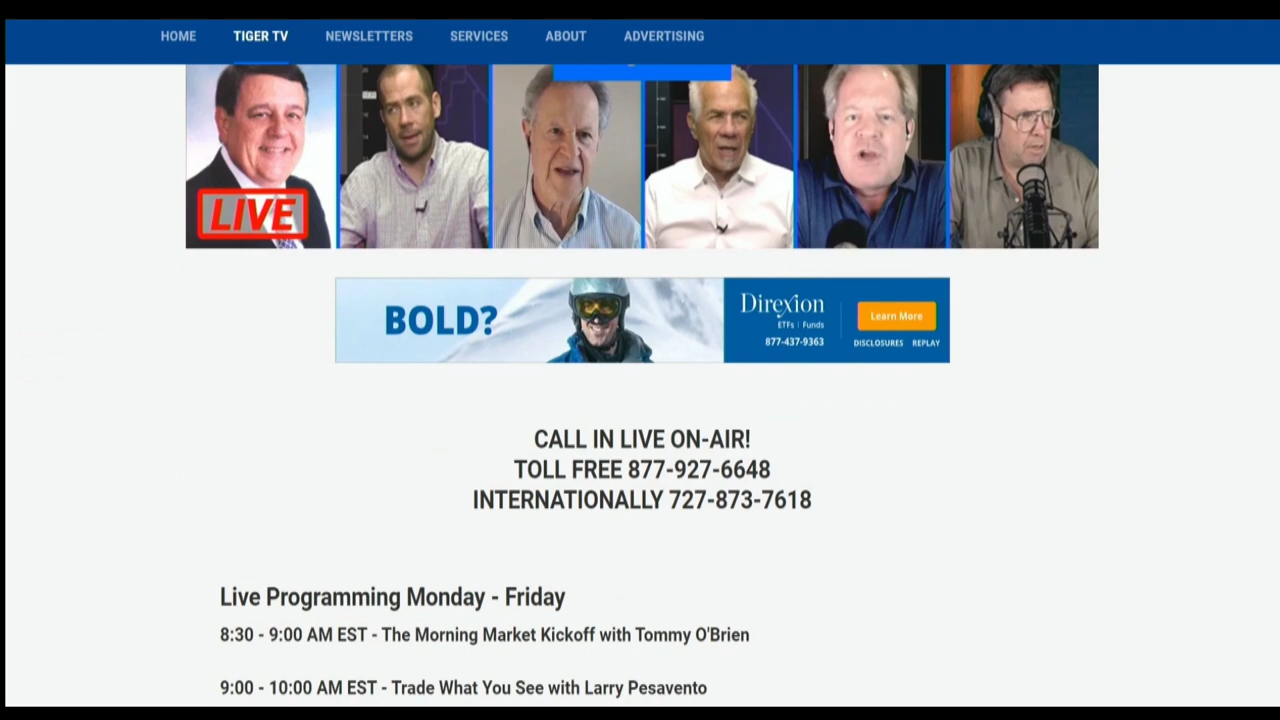 HOME TIGER TV NEWSLETTERS SERVICES ABOUT ADVERTISING
LIVE
BOLD?
Direxion
ETFs | Funds
877-437-9363
Learn More
DISCLOSURES REPLAY
CALL IN LIVE ON-AIR!
TOLL FREE 877-927-6648
INTERNATIONALLY 727-873-7618
Live Programming Monday - Friday
8:30 - 9:00 AM EST - The Morning Market Kickoff with Tommy O'Brien
9:00 - 10:00 AM EST - Trade What You See with Larry Pesavento